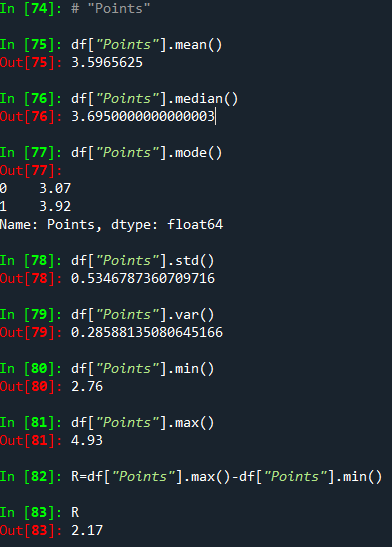 In [74]: # "Points"
In [75]: df["Points"].mean()
Out[75]: 3.5965625
In [76]: df["Points"].median()
Out[76]: 3.6950000000000003
In [77]: df["Points"].mode()
Out[77]:
0    3.07
1    3.92
Name: Points, dtype: float64
In [78]: df["Points"].std()
Out[78]: 0.5346787360709716
In [79]: df["Points"].var()
Out[79]: 0.28588135080645166
In [80]: df["Points"].min()
Out[80]: 2.76
In [81]: df["Points"].max()
Out[81]: 4.93
In [82]: R=df["Points"].max()-df["Points"].min()
In [83]: R
Out[83]: 2.17